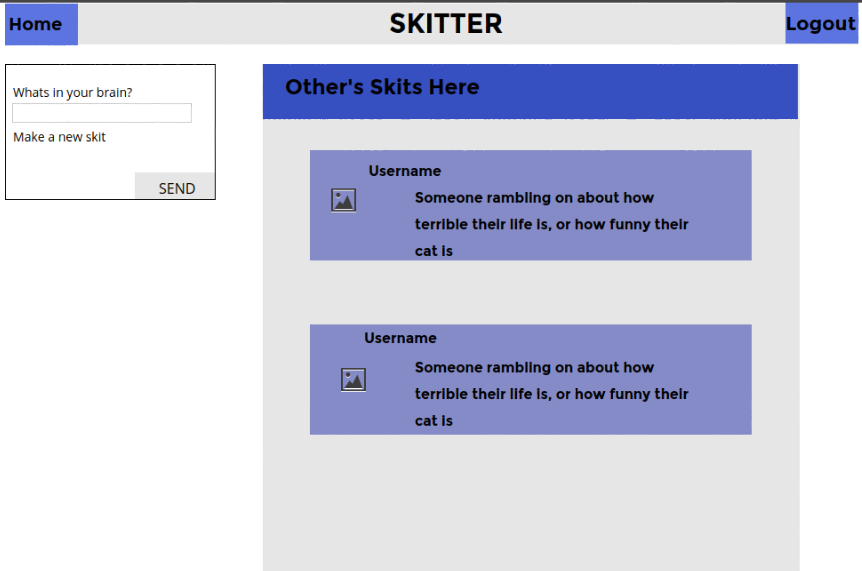 Home
SKITTER
Logout
Whats in your brain?
Make a new skit
SEND
Other's Skits Here
Username
Someone rambling on about how
terrible their life is, or how funny their
cat is
Username
Someone rambling on about how
terrible their life is, or how funny their
cat is